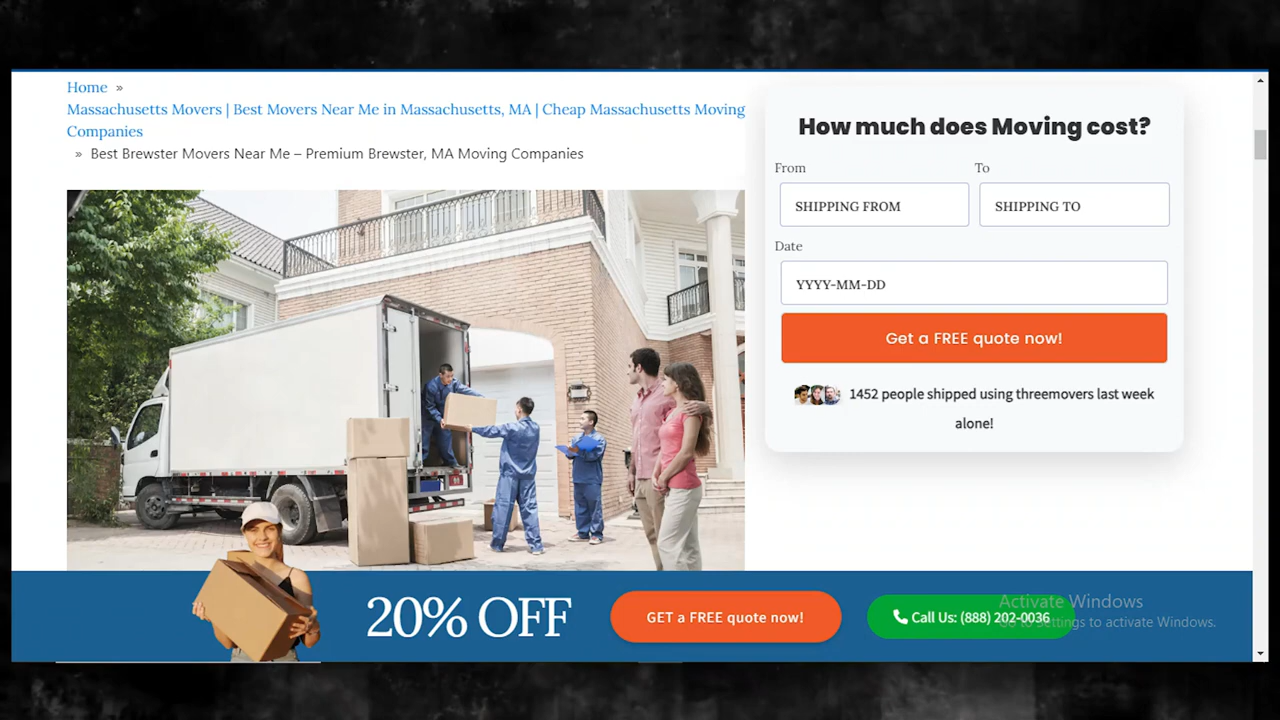 Home »
Massachusetts Movers | Best Movers Near Me in Massachusetts, MA | Cheap Massachusetts Moving
Companies
» Best Brewster Movers Near Me – Premium Brewster, MA Moving Companies
How much does Moving cost?
From To
SHIPPING FROM SHIPPING TO
Date
YYYY-MM-DD
Get a FREE quote now!
1452 people shipped using threemovers last week
alone!
20% OFF
GET a FREE quote now!
Call Us: (888) 202-0036
Activate Windows
Go to Settings to activate Windows.